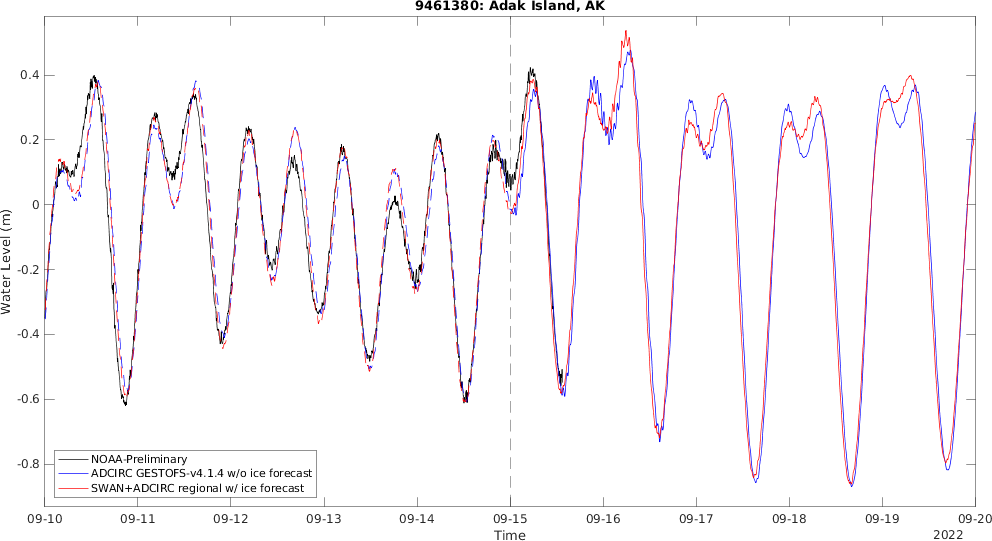 9461380: Adak Island, AK
Water Level (m)
0.4
0.2
0
-0.2
-0.4
-0.6
-0.8
NOAA-Preliminary
ADCIRC GESTOFS-v4.1.4 w/o ice forecast
SWAN+ADCIRC regional w/ ice forecast
09-10 09-11 09-12 09-13 09-14 09-15 09-16 09-17 09-18 09-19 09-20
Time
2022